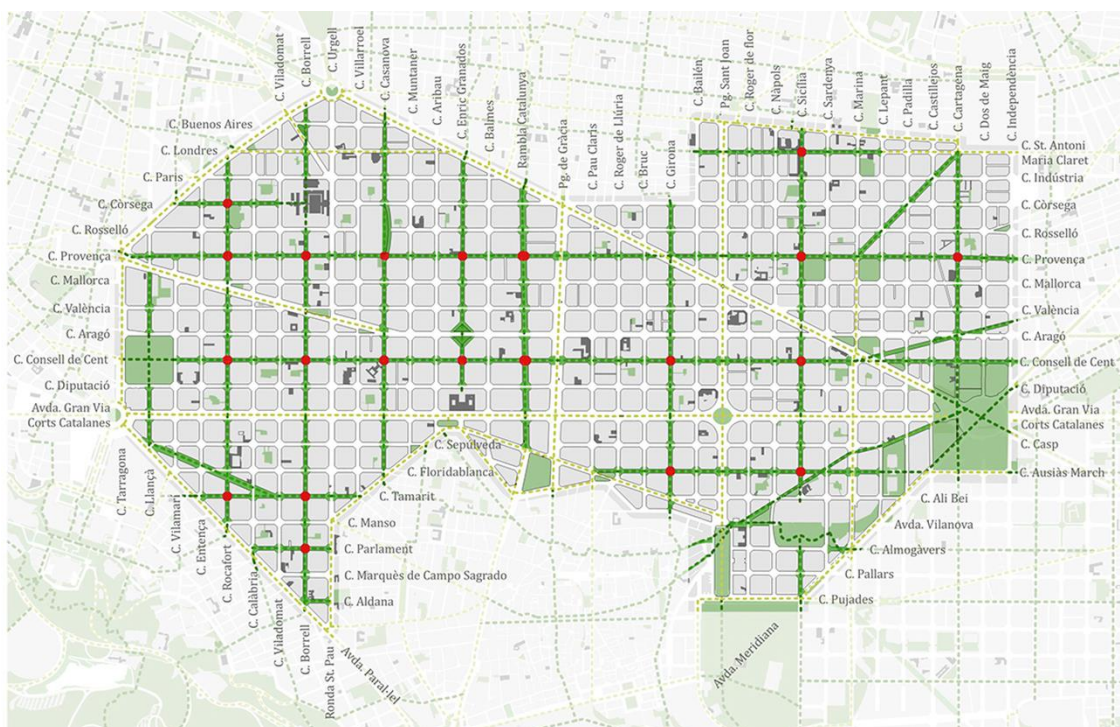 C. Viladomat
C. Borrell
C. Urgell
C. Villarroel
C. Casanova
C. Muntaner
C. Aribau
C. Enric Granados
C. Balmes
Rambla Catalunya
Pg. de Gràcia
C. Pau Claris
C. Roger de Llúria
C. Bruc
C. Girona
C. Bailén
Pg. Sant Joan
C. Roger de flor
C. Nàpols
C. Sicília
C. Sardenya
C. Marina
C. Lepant
C. Padilla
C. Castillejos
C. Cartagena
C. Dos de Maig
C. Independència
C. Buenos Aires
C. Londres
C. Paris
C. Còrsega
C. Rosselló
C. Provença
C. Mallorca
C. València
C. Aragó
C. Consell de Cent
C. Diputació
Avda. Gran Via
Corts Catalanes
C. St. Antoni
Maria Claret
C. Indústria
C. Còrsega
C. Rosselló
C. Provença
C. Mallorca
C. València
C. Aragó
C. Consell de Cent
C. Diputació
Avda. Gran Via
Corts Catalanes
C. Casp
C. Ausiàs March
C. Ali Bei
Avda. Vilanova
C. Almogàvers
C. Pallars
C. Pujades
Avda. Meridiana
C. Sepúlveda
C. Floridablanca
C. Tamarit
C. Manso
C. Parlament
C. Marquès de Campo Sagrado
C. Aldana
C. Tarragona
C. Llançà
C. Vilamarí
C. Entença
C. Rocafort
C. Calàbria
C. Viladomat
C. Borrell
Ronda St. Pau
Avda. Paral·lel